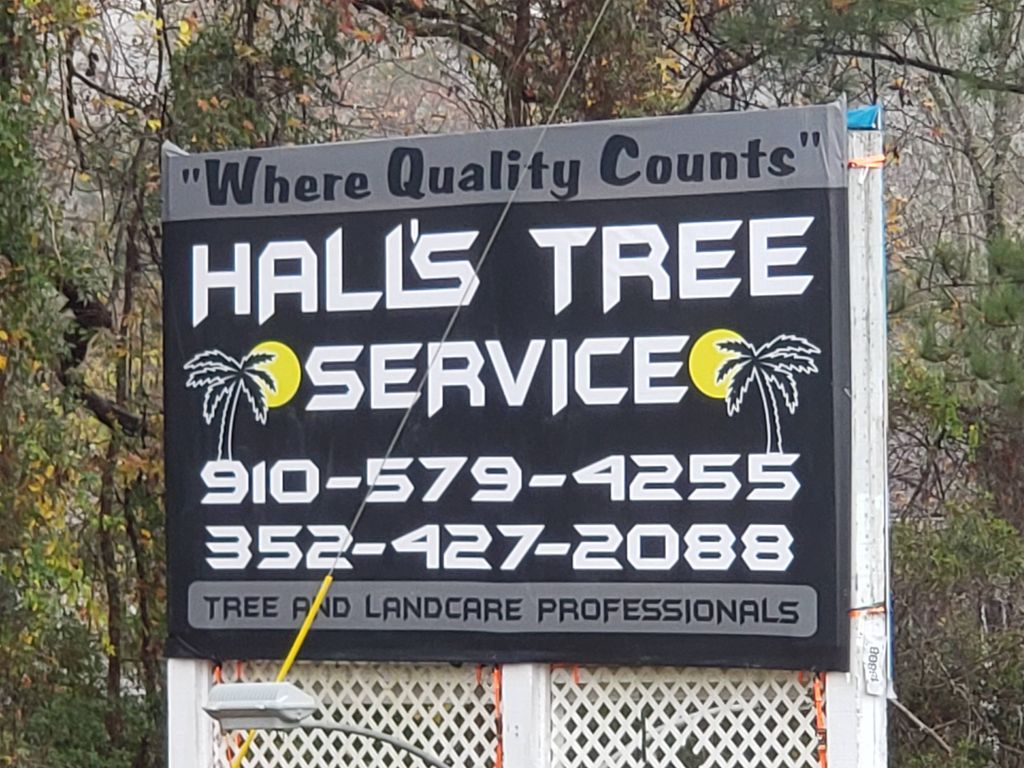 "Where Quality Counts"
HALL'S TREE
SERVICE
910-579-4255
352-427-2088
TREE AND LANDCARE PROFESSIONALS